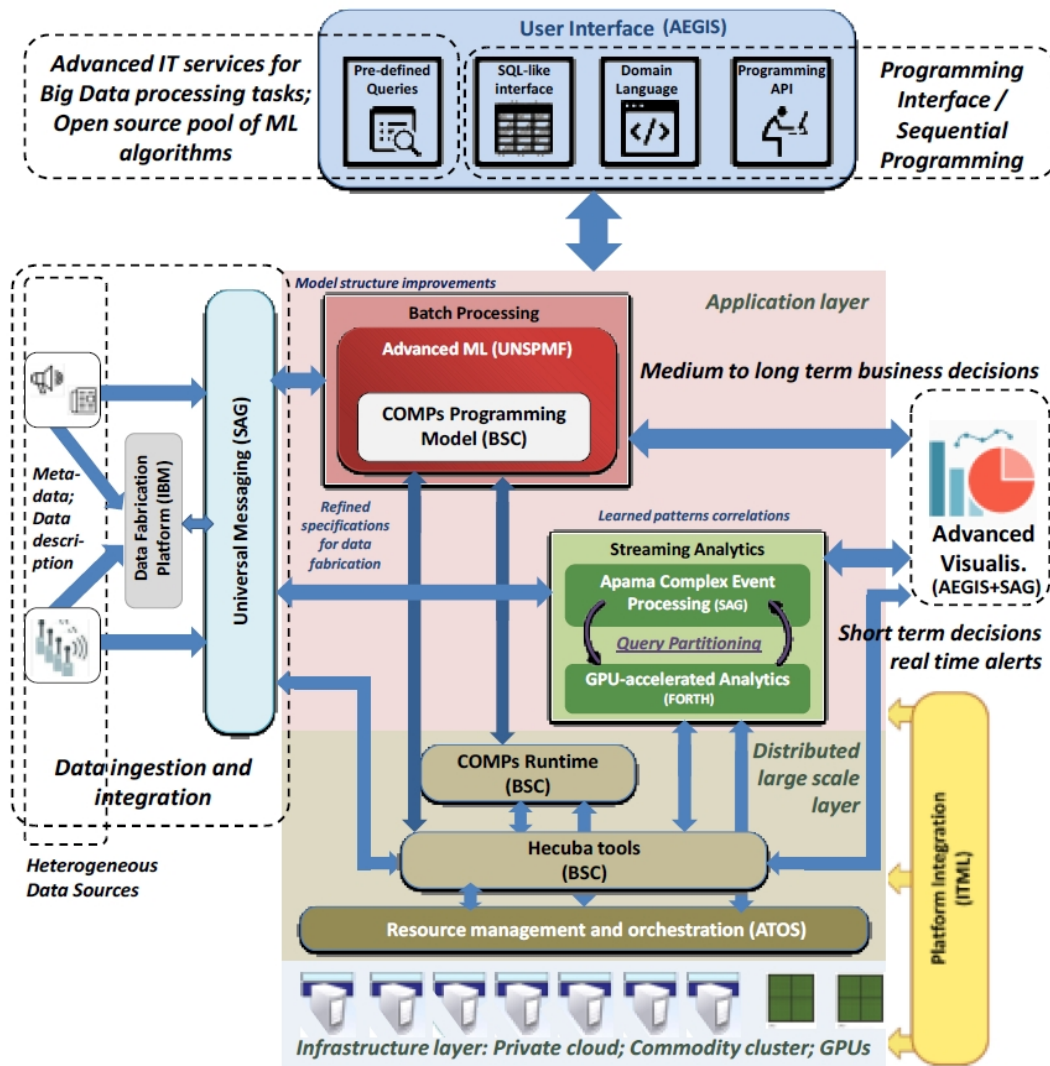 User Interface (AEGIS)
Advanced IT services for
Big Data processing tasks;
Open source pool of ML
algorithms
Pre-defined
Queries
SQL-like
interface
Domain
Language
Programming
API
Programming
Interface /
Sequential
Programming
Model structure improvements
Application layer
Batch Processing
Advanced ML (UNSPMF)
COMPs Programming
Model (BSC)
Medium to long term business decisions
Universal Messaging (SAG)
Data Fabrication
Platform (IBM)
Meta-
data;
Data
descri-
ption
Refined
specifications
for data
fabrication
Learned patterns correlations
Streaming Analytics
Apama Complex Event
Processing (SAG)
Query Partitioning
GPU-accelerated Analytics
(FORTH)
Advanced
Visualis.
(AEGIS+SAG)
Short term decisions
real time alerts
Data ingestion and
integration
COMPs Runtime
(BSC)
Distributed
large scale
layer
Hecuba tools
(BSC)
Heterogeneous
Data Sources
Platform Integration
(ITML)
Resource management and orchestration (ATOS)
Infrastructure layer: Private cloud; Commodity cluster; GPUs